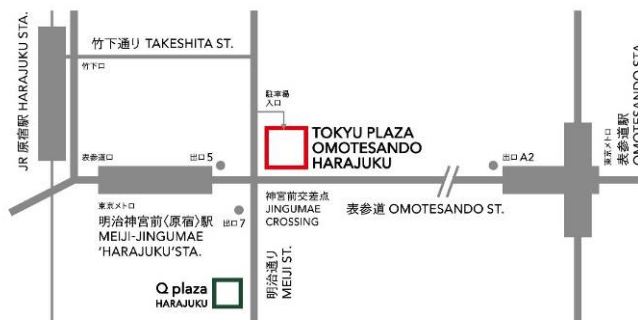 JR 原宿駅 HARAJUKU STA.
竹下通り TAKESHITA ST.
竹下口
駐車場
入口
TOKYU PLAZA
OMOTESANDO
HARAJUKU
表参道口
出口 5
出口 A2
東京メトロ
表参道駅
OMOTESANDO STA.
東京メトロ
明治神宮前〈原宿〉駅
MEIJI-JINGUMAE
'HARAJUKU'STA.
出口 7
神宮前交差点
JINGUMAE
CROSSING
表参道 OMOTESANDO ST.
明治通り
MEIJI ST.
Q plaza
HARAJUKU